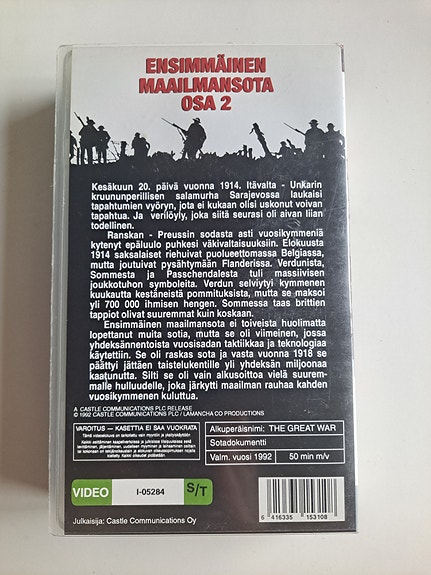 ENSIMMÄINEN
MAAILMANSOTA
OSA 2
Kesäkuun 20. päivä vuonna 1914, Itävalta - Unkarin
kruununperillisen salamurha Sarajevossa laukaisi
tapahtumien vyöryn, jota ei kukaan olisi uskonut voivan
tapahtua. Ja verilöyly, joka siitä seurasi oli aivan liian
todellinen.
Ranskan - Preussin sodasta asti vuosikymmeniä
kytenyt epäluulo puhkesi väkivaltaisuuksiin. Elokuusta
1914 saksalaiset riehuivat puolueettomassa Belgiassa,
mutta joutuivat pysähtymään Flanderissa. Verdunista,
Sommesta ja Passchendalesta tuli massiivisen
joukkotuhon symboleita. Verdun selviytyi kymmenen
kuukautta kestäneistä pommituksista, mutta se maksoi
yli 700 000 ihmisen hengen. Sommessa taas brittien
tappiot olivat suuremmat kuin koskaan.
Ensimmäinen maailmansota ei toiveista huolimatta
lopettanut muita sotia, mutta se oli viimeinen, jossa
yhdeksännentoista vuosisadan taktiikkaa ja teknologiaa
käytettiin. Se oli raskas sota ja vasta vuonna 1918 se
päättyi jättäen taistelukentille yli yhdeksän miljoonaa
kaatunutta. Silti se oli vain alkusoittoa vielä suurem-
malle hulluudelle, joka järkytti maailman rauhaa kahden
vuosikymmenen kuluttua.
A CASTLE COMMUNICATIONS PLC RELEASE
© 1992 CASTLE COMMUNICATIONS PLC / LAMANCHA CO PRODUCTIONS
VAROITUS – KASETTIA EI SAA VUOKRATA
Alkuperäisnimi: THE GREAT WAR
Sotadokumentti
Valm. vuosi 1992 50 min m/v
VIDEO I-05284 S/T
6 416335 153108
Julkaisija: Castle Communications Oy